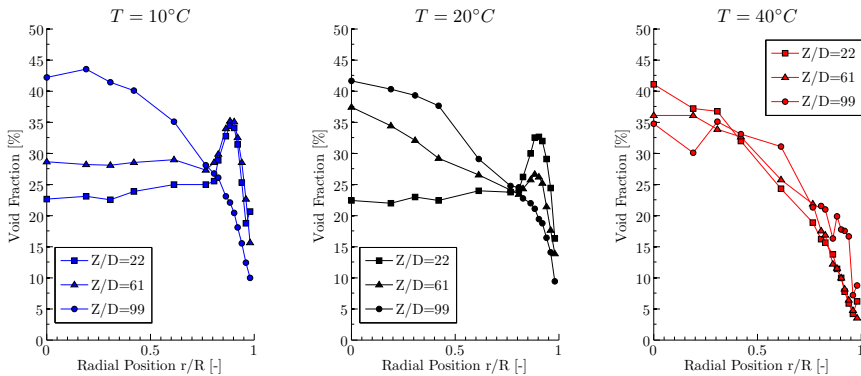 T = 10°C
Void Fraction [%]
50
45
40
35
30
25
20
15
10
5
0
Z/D=22
Z/D=61
Z/D=99
0
0.5
1
Radial Position r/R [-]
T = 20°C
Void Fraction [%]
50
45
40
35
30
25
20
15
10
5
0
Z/D=22
Z/D=61
Z/D=99
0
0.5
1
Radial Position r/R [-]
T = 40°C
Void Fraction [%]
50
45
40
35
30
25
20
15
10
5
0
Z/D=22
Z/D=61
Z/D=99
0
0.5
1
Radial Position r/R [-]